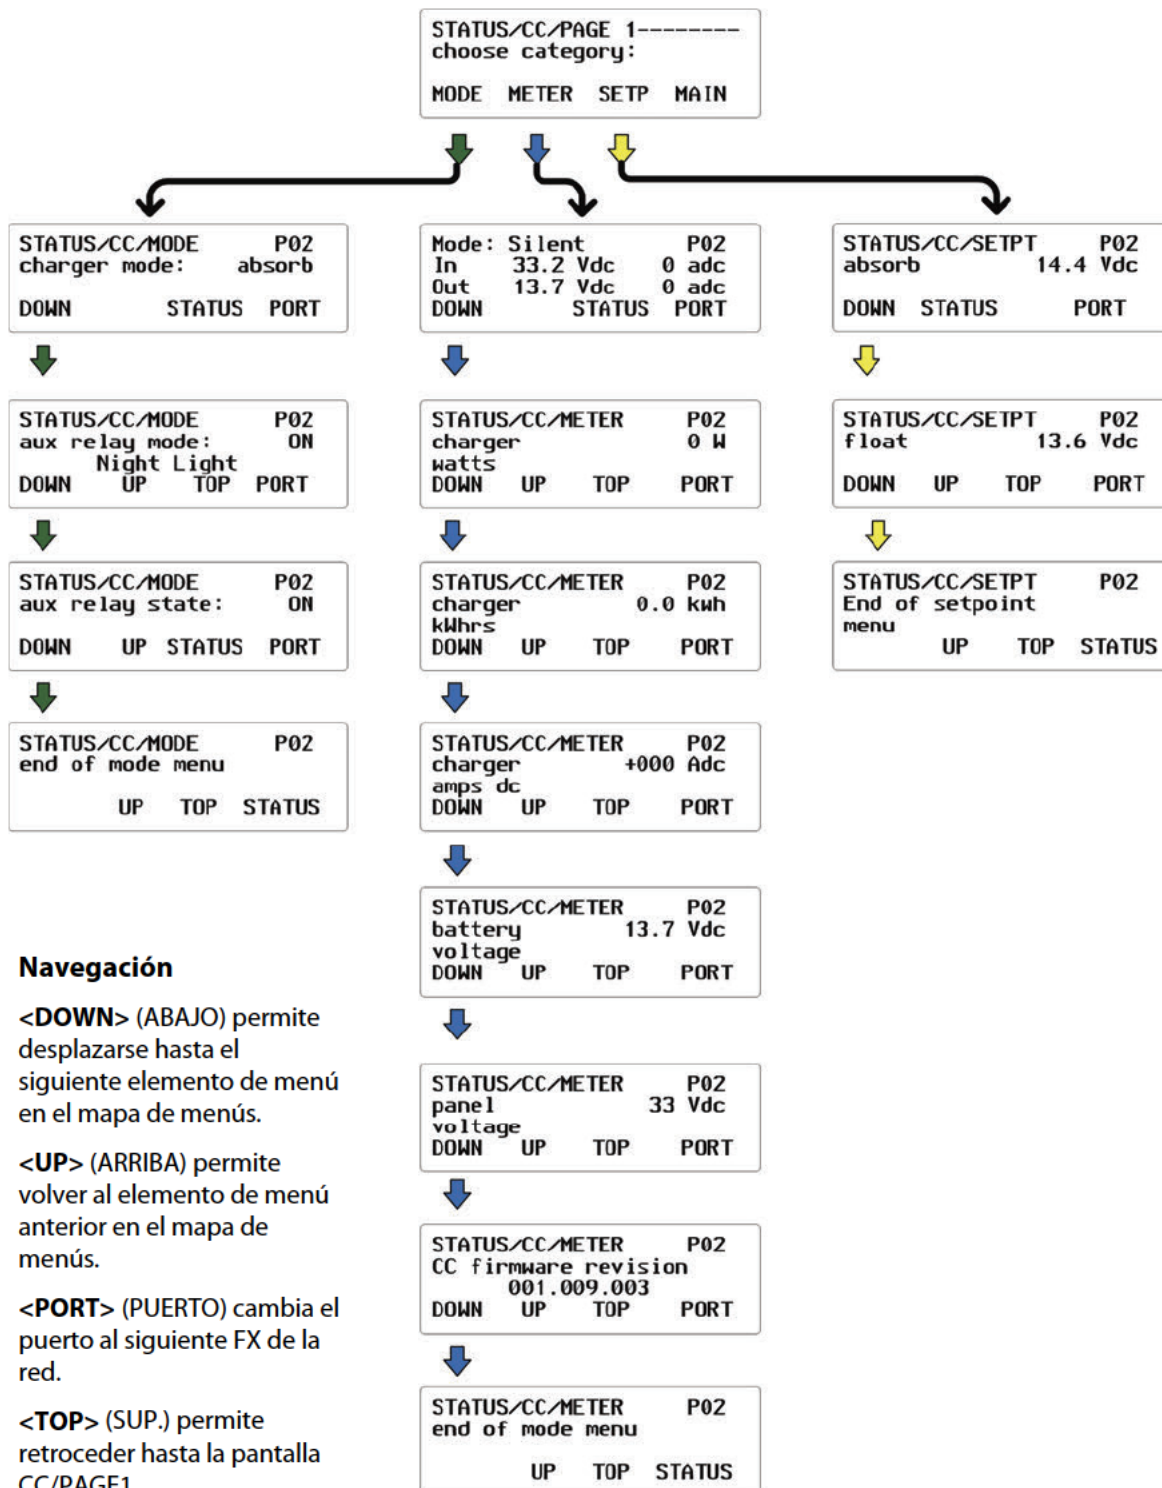 STATUS/CC/PAGE 1--------
choose category:
MODE METER SETP MAIN
STATUS/CC/MODE P02
charger mode: absorb
DOWN STATUS PORT
STATUS/CC/MODE P02
aux relay mode: ON
Night Light
DOWN UP TOP PORT
STATUS/CC/MODE P02
aux relay state: ON
DOWN UP STATUS PORT
STATUS/CC/MODE P02
end of mode menu
UP TOP STATUS
Mode: Silent P02
In 33.2 Vdc 0 adc
Out 13.7 Vdc 0 adc
DOWN STATUS PORT
STATUS/CC/METER P02
charger 0 W
watts
DOWN UP TOP PORT
STATUS/CC/METER P02
charger 0.0 kwh
kWhrs
DOWN UP TOP PORT
STATUS/CC/METER P02
charger +000 Adc
amps dc
DOWN UP TOP PORT
STATUS/CC/METER P02
battery 13.7 Vdc
voltage
DOWN UP TOP PORT
STATUS/CC/METER P02
panel 33 Vdc
voltage
DOWN UP TOP PORT
STATUS/CC/METER P02
CC firmware revision
001.009.003
DOWN UP TOP PORT
STATUS/CC/METER P02
end of mode menu
UP TOP STATUS
STATUS/CC/SETPT P02
absorb 14.4 Vdc
DOWN STATUS PORT
STATUS/CC/SETPT P02
float 13.6 Vdc
DOWN UP TOP PORT
STATUS/CC/SETPT P02
End of setpoint
menu
UP TOP STATUS
Navegación
<DOWN> (ABAJO) permite
desplazarse hasta el
siguiente elemento de menú
en el mapa de menús.
<UP> (ARRIBA) permite
volver al elemento de menú
anterior en el mapa de
menús.
<PORT> (PUERTO) cambia el
puerto al siguiente FX de la
red.
<TOP> (SUP.) permite
retroceder hasta la pantalla
CC/PAGE1